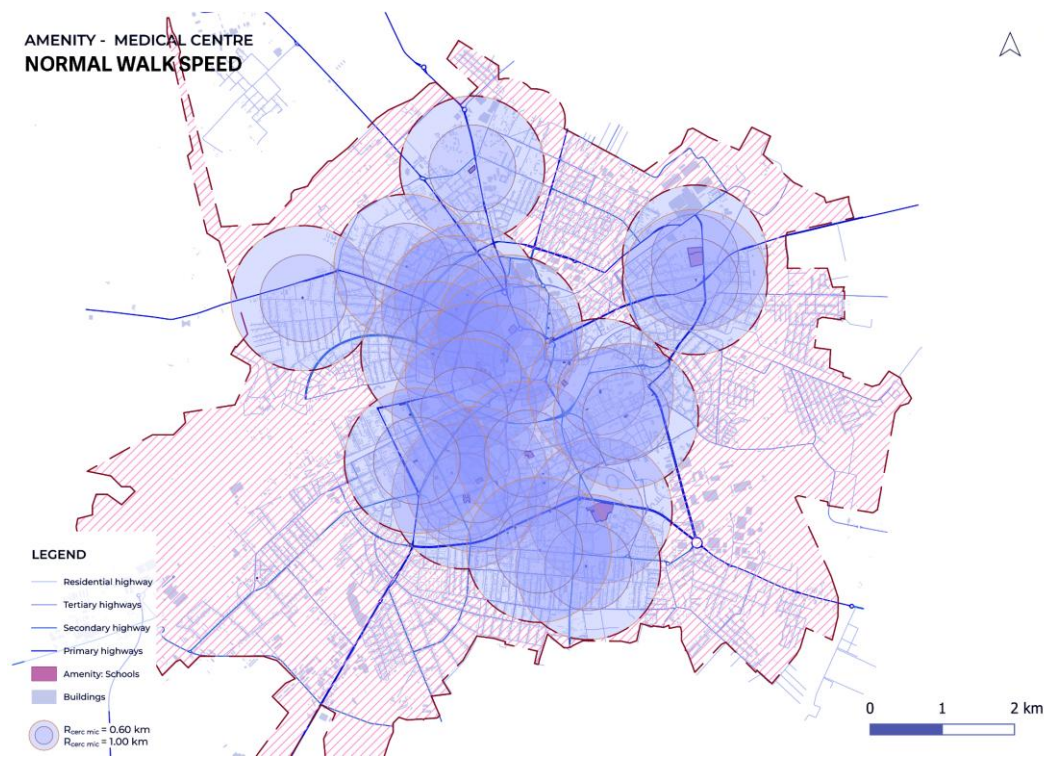 AMENITY - MEDICAL CENTRE
NORMAL WALK SPEED
LEGEND
Residential highway
Tertiary highways
Secondary highway
Primary highways
Amenity: Schools
Buildings
Rcerc mic = 0.60 km
Rcerc mic = 1.00 km
0 1 2 km